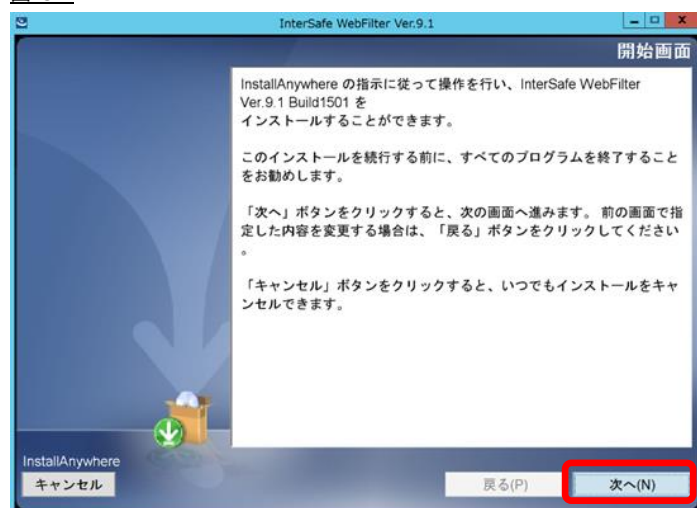 InterSafe WebFilter Ver.9.1
開始画面
InstallAnywhere の指示に従って操作を行い、InterSafe WebFilter
Ver.9.1 Build1501 を
インストールすることができます。
このインストールを続行する前に、すべてのプログラムを終了すること
をお勧めします。
「次へ」ボタンをクリックすると、次の画面へ進みます。 前の画面で指
定した内容を変更する場合は、「戻る」ボタンをクリックしてください
。
「キャンセル」ボタンをクリックすると、いつでもインストールをキャ
ンセルできます。
InstallAnywhere
キャンセル
戻る(P)
次へ(N)